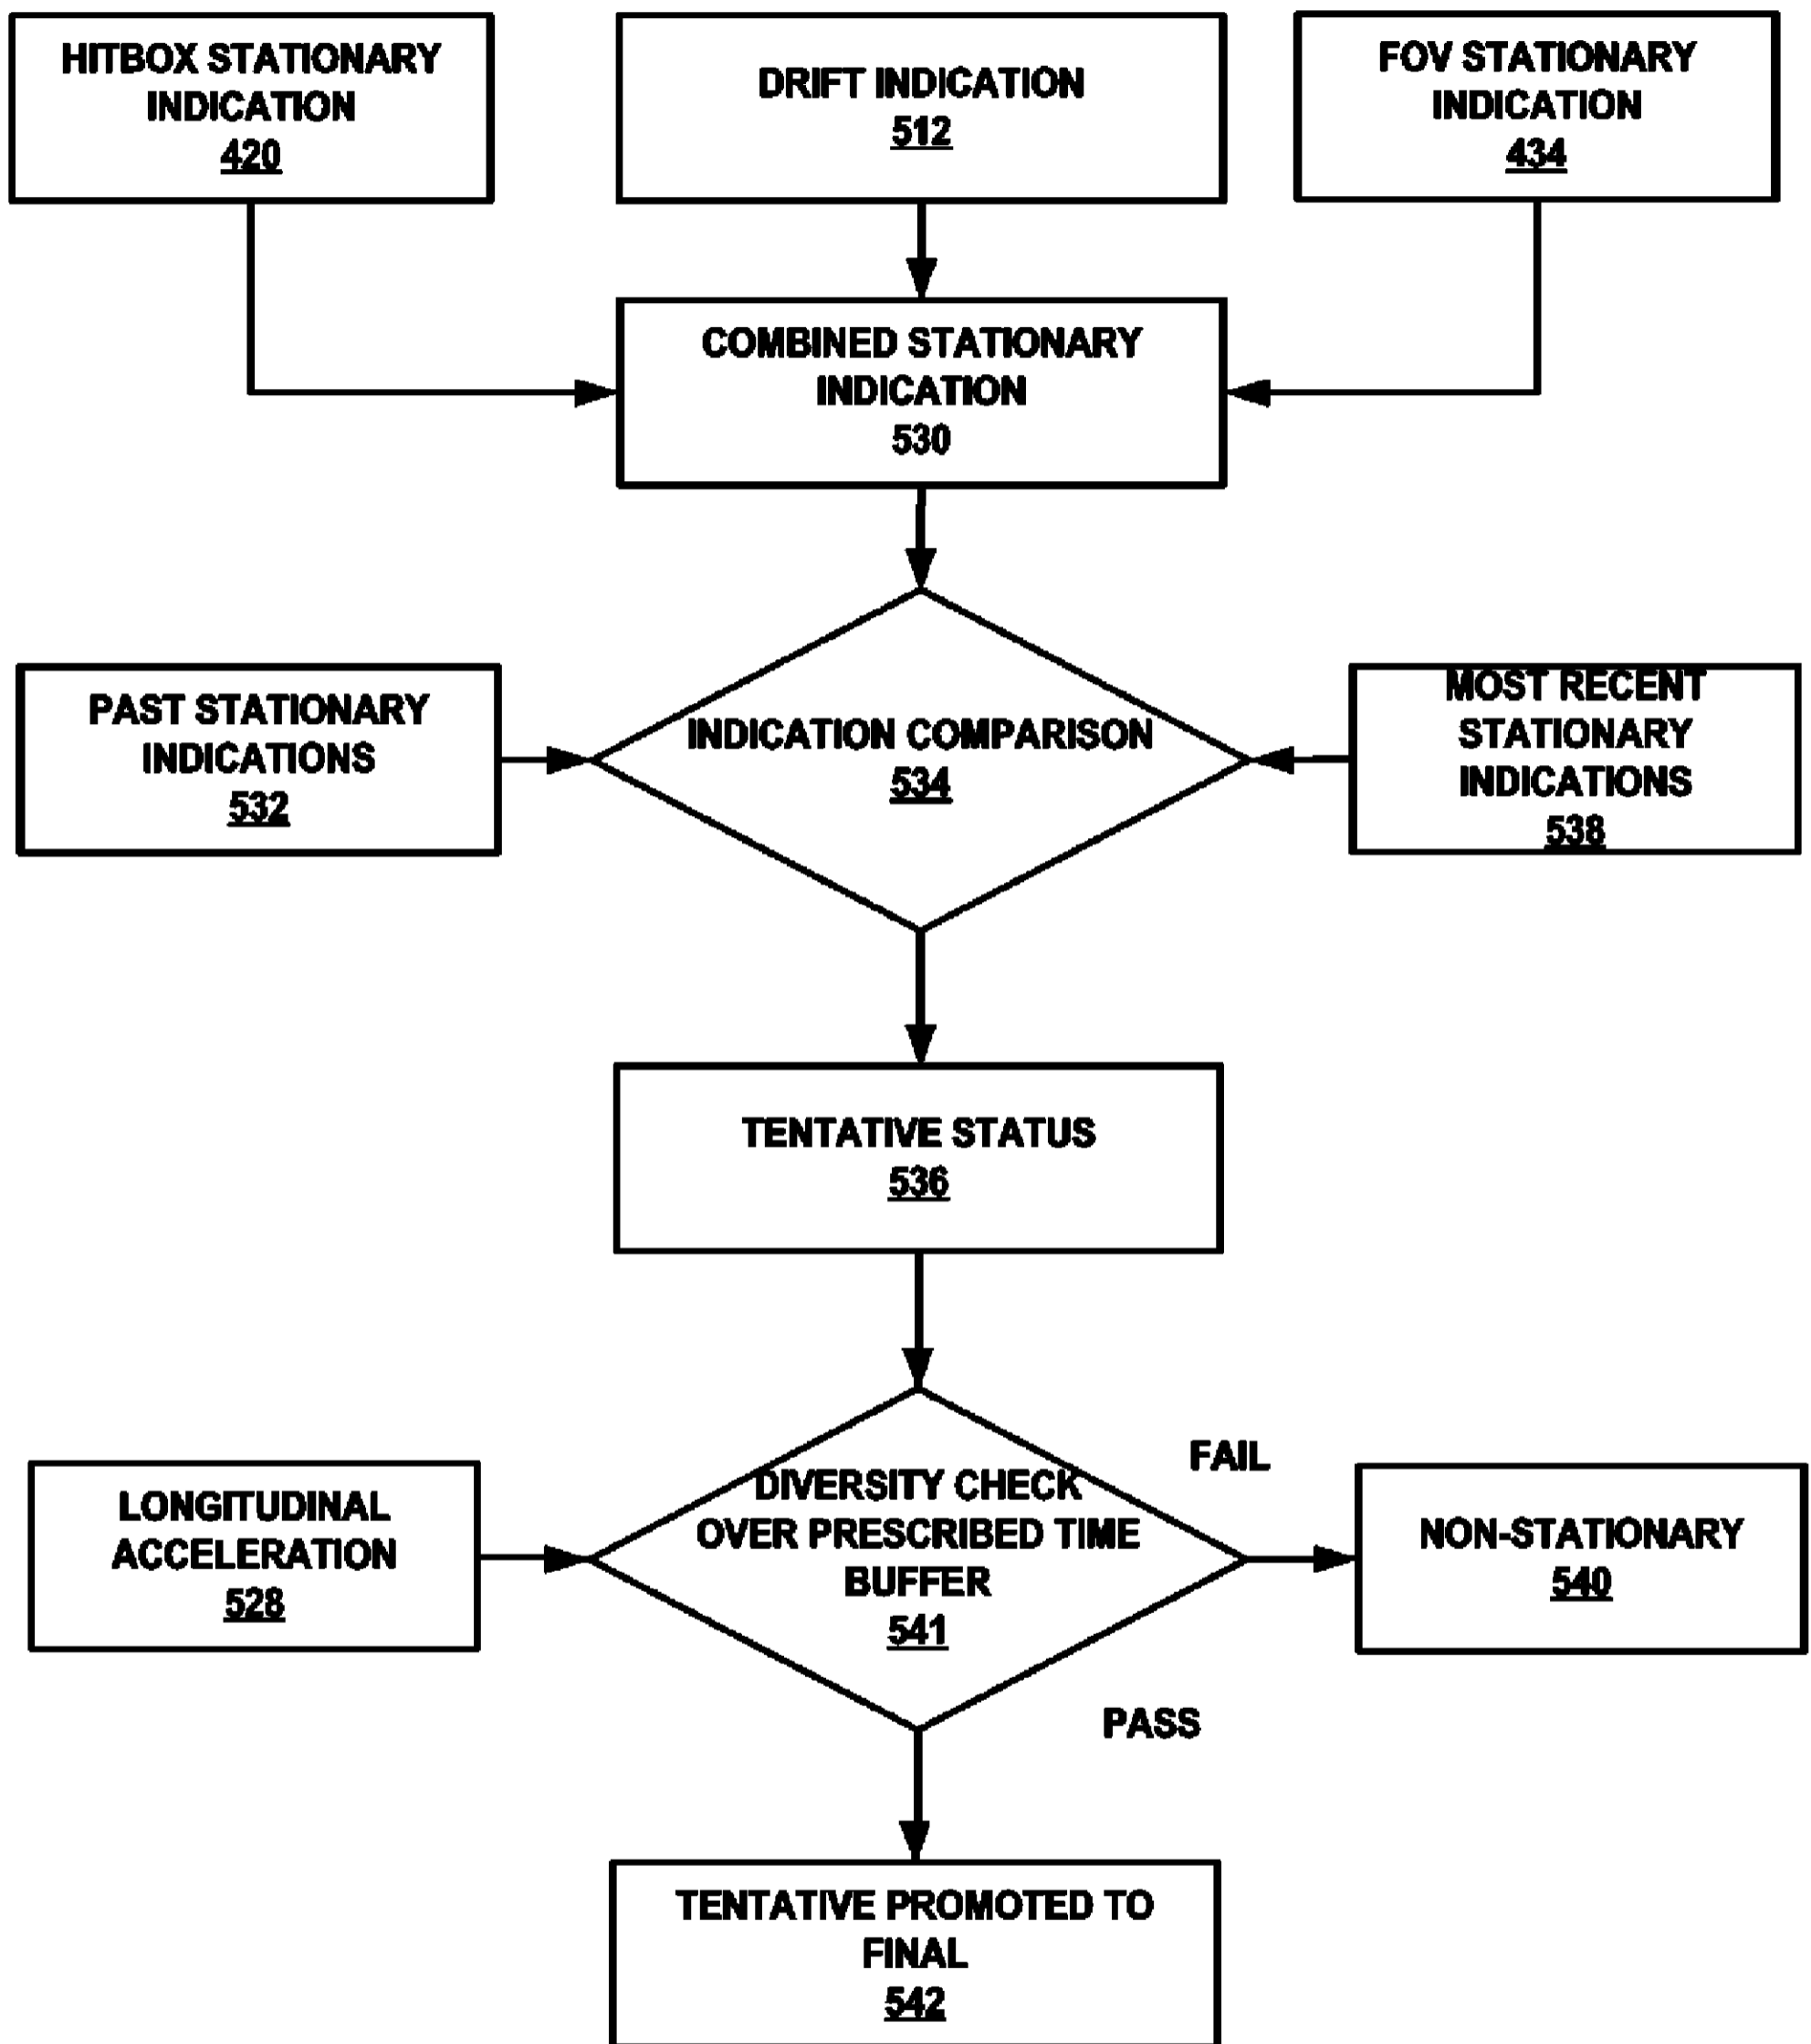 HITBOX STATIONARY
INDICATION
420
DRIFT INDICATION
512
FOV STATIONARY
INDICATION
434
COMBINED STATIONARY
INDICATION
530
PAST STATIONARY
INDICATIONS
532
INDICATION COMPARISON
534
MOST RECENT
STATIONARY
INDICATIONS
538
TENTATIVE STATUS
536
LONGITUDINAL
ACCELERATION
528
DIVERSITY CHECK
OVER PRESCRIBED TIME
BUFFER
541
FAIL
NON-STATIONARY
540
PASS
TENTATIVE PROMOTED TO
FINAL
542